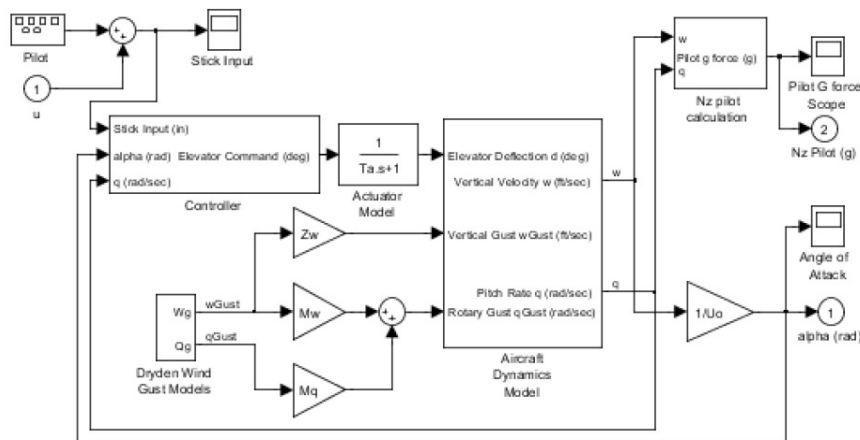 Pilot
1
u
Stick Input
Stick Input (in)
alpha (rad) Elevator Command (deg)
q (rad/sec)
Controller
1
Ta.s+1
Actuator
Model
Elevator Deflection d (deg)
Vertical Velocity w (ft/sec)
Vertical Gust wGust (ft/sec)
Pitch Rate q (rad/sec)
Rotary Gust qGust (rad/sec)
Aircraft
Dynamics
Model
w
q
w
Pilot g force (g)
q
Nz pilot
calculation
Pilot G force
Scope
2
Nz Pilot (g)
Angle of
Attack
1/Uo
1
alpha (rad)
Zw
Mw
Mq
Wg
wGust
Qg
qGust
Dryden Wind
Gust Models